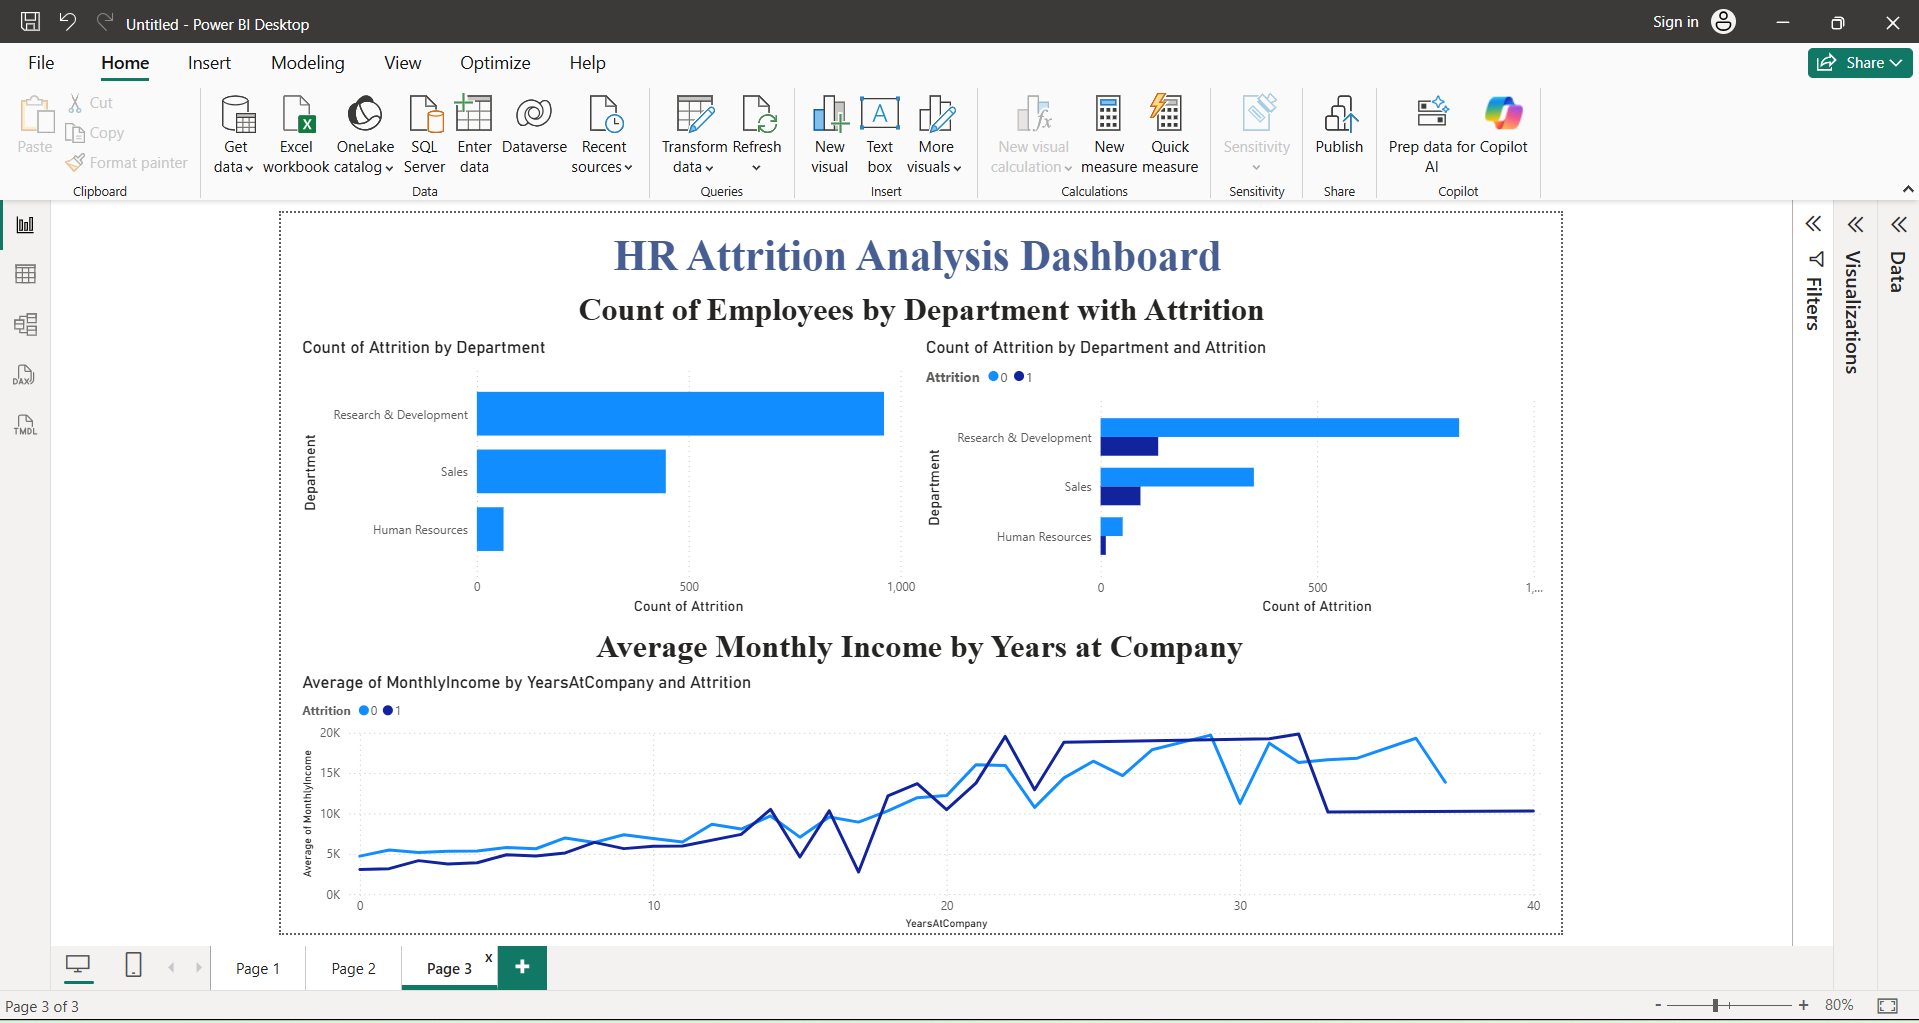 Untitled - Power BI Desktop
Sign in
File Home Insert Modeling View Optimize Help
Share
Paste
Cut
Copy
Format painter
Clipboard
Get data
Excel workbook
OneLake catalog
SQL Server
Enter data
Dataverse
Recent sources
Data
Transform data
Refresh
Queries
New visual
Text box
More visuals
Insert
New visual calculation
New measure
Quick measure
Calculations
Sensitivity
Sensitivity
Publish
Share
Prep data for AI
Copilot
Copilot
DAX
TMDL
HR Attrition Analysis Dashboard
Count of Employees by Department with Attrition
Count of Attrition by Department
Department
Research & Development
Sales
Human Resources
0 500 1,000
Count of Attrition
Count of Attrition by Department and Attrition
Attrition 0 1
Department
Research & Development
Sales
Human Resources
0 500 1,...
Count of Attrition
Average Monthly Income by Years at Company
Average of MonthlyIncome by YearsAtCompany and Attrition
Attrition 0 1
Average of MonthlyIncome
20K
15K
10K
5K
0K
0 10 20 30 40
YearsAtCompany
Filters
Visualizations
Data
Page 1 Page 2 Page 3 x +
Page 3 of 3
- + 80%